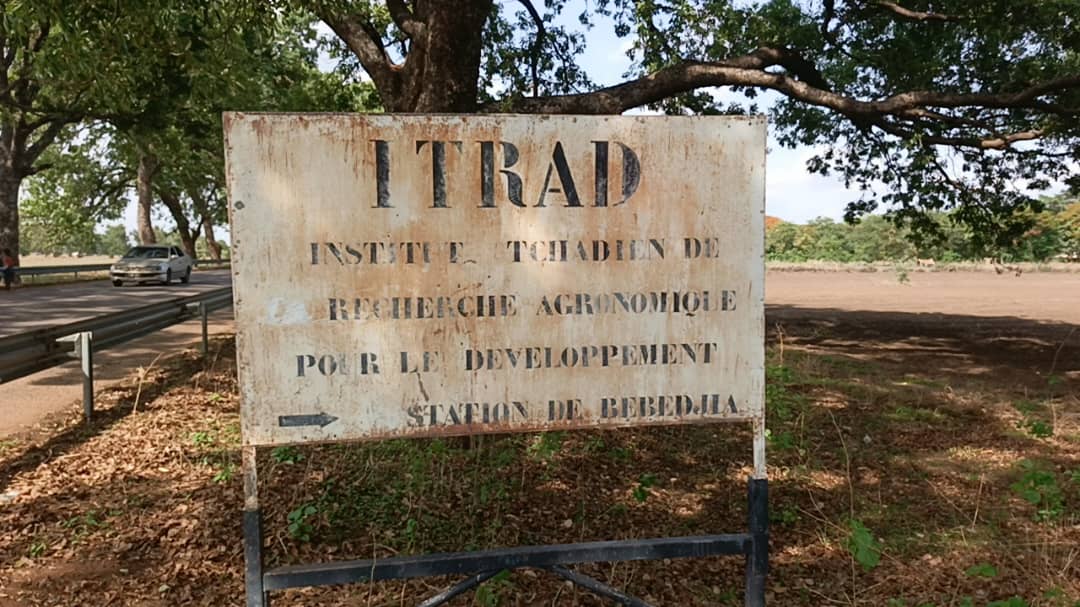 ITRAD
INSTITUT TCHADIEN DE
RECHERCHE AGRONOMIQUE
POUR LE DEVELOPPEMENT
STATION DE BEBEDJIA